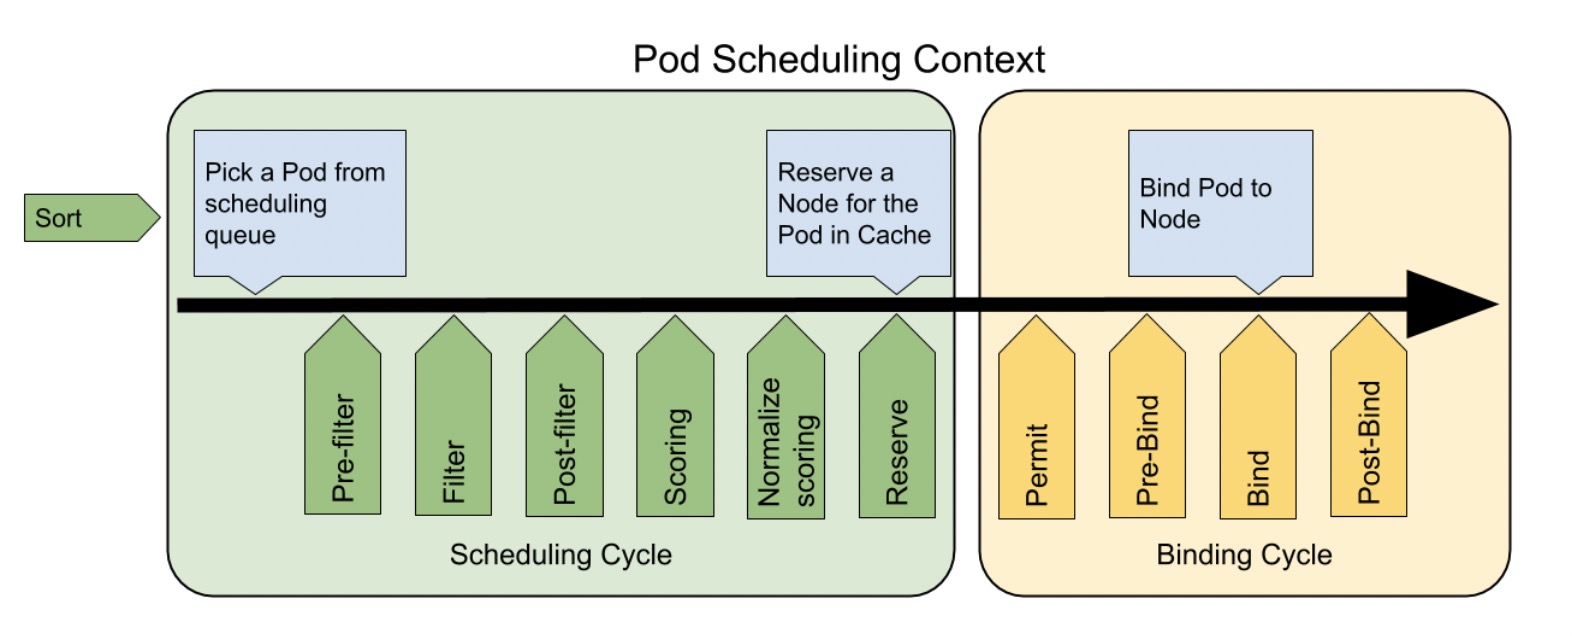 Pod Scheduling Context
Sort
Pick a Pod from
scheduling
queue
Reserve a
Node for the
Pod in Cache
Bind Pod to
Node
Pre-filter
Filter
Post-filter
Scoring
Normalize
scoring
Reserve
Permit
Pre-Bind
Bind
Post-Bind
Scheduling Cycle
Binding Cycle